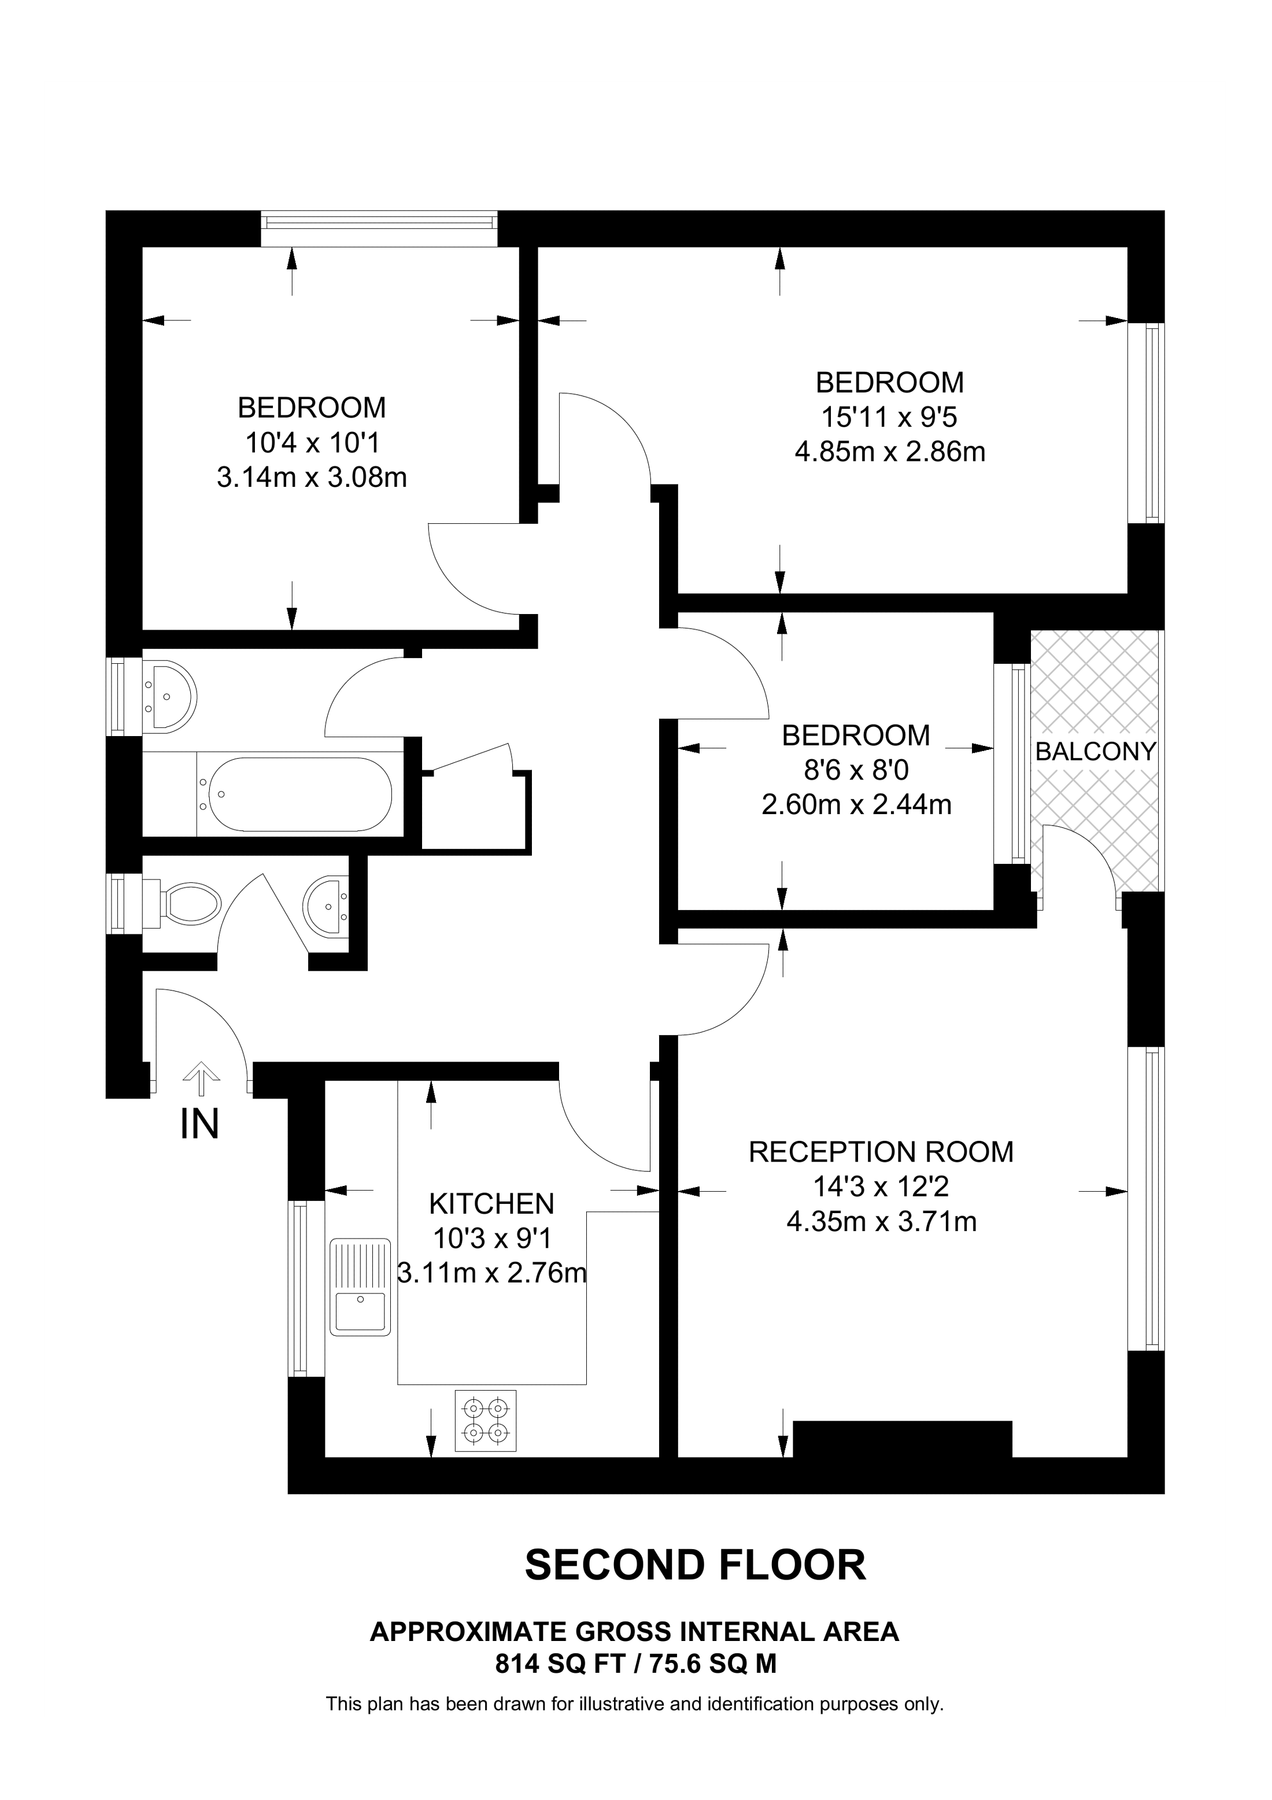 BEDROOM
10'4 x 10'1
3.14m x 3.08m
BEDROOM
15'11 x 9'5
4.85m x 2.86m
BEDROOM
8'6 x 8'0
2.60m x 2.44m
BALCONY
IN
KITCHEN
10'3 x 9'1
3.11m x 2.76m
RECEPTION ROOM
14'3 x 12'2
4.35m x 3.71m
SECOND FLOOR
APPROXIMATE GROSS INTERNAL AREA
814 SQ FT / 75.6 SQ M
This plan has been drawn for illustrative and identification purposes only.